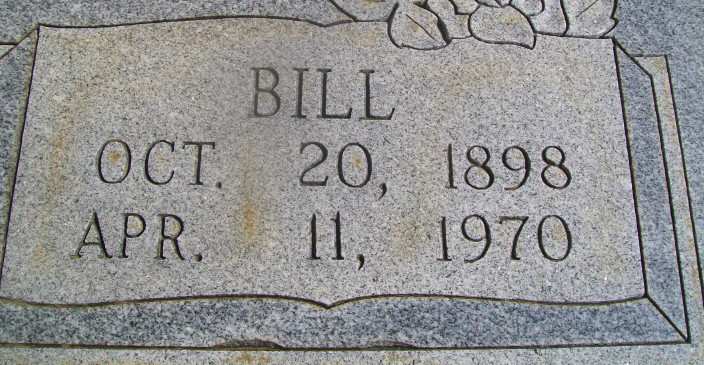 BILL
OCT. 20, 1898
APR. 11, 1970